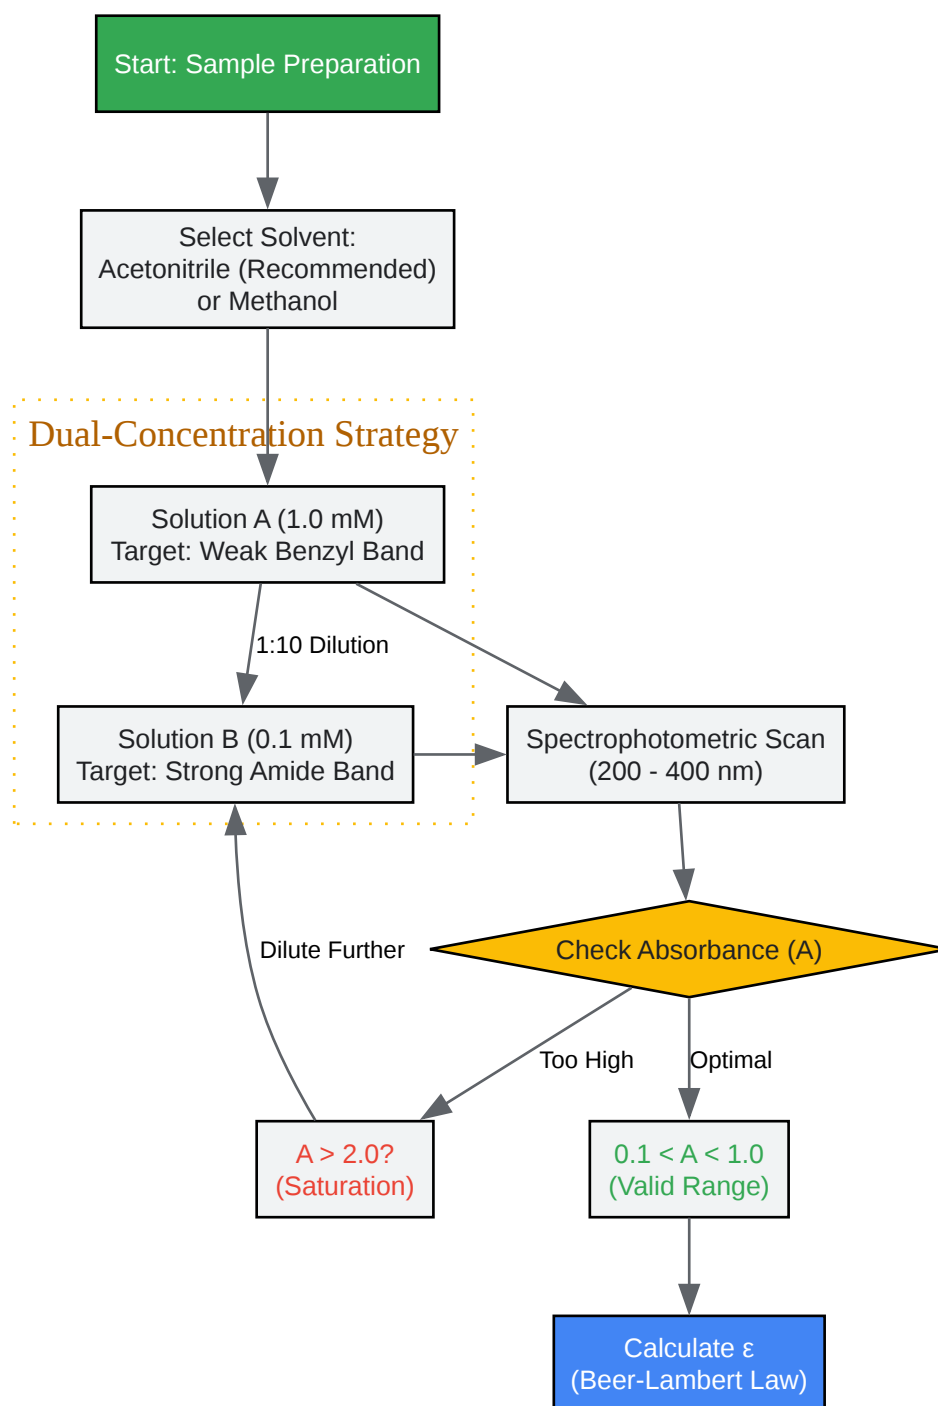 Start: Sample Preparation
Select Solvent:
Acetonitrile (Recommended)
or Methanol
Dual-Concentration Strategy
Solution A (1.0 mM)
Target: Weak Benzyl Band
1:10 Dilution
Solution B (0.1 mM)
Target: Strong Amide Band
Spectrophotometric Scan
(200 - 400 nm)
Check Absorbance (A)
Dilute Further
Too High
Optimal
A > 2.0?
(Saturation)
0.1 < A < 1.0
(Valid Range)
Calculate ε
(Beer-Lambert Law)